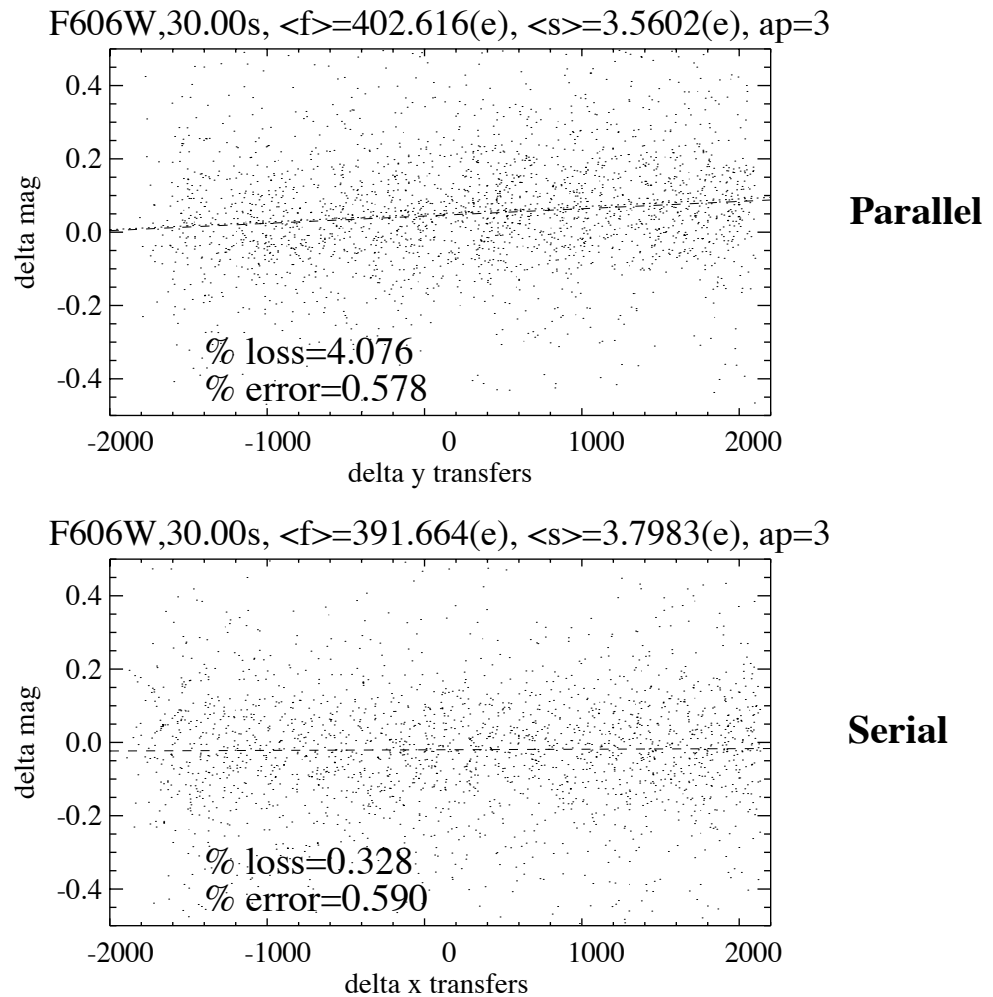 F606W,30.00s, <f>=402.616(e), <s>=3.5602(e), ap=3
0.4
0.2
0.0
-0.2
-0.4
delta mag
% loss=4.076
% error=0.578
-2000 -1000 0 1000 2000
delta y transfers
Parallel
F606W,30.00s, <f>=391.664(e), <s>=3.7983(e), ap=3
0.4
0.2
0.0
-0.2
-0.4
delta mag
% loss=0.328
% error=0.590
-2000 -1000 0 1000 2000
delta x transfers
Serial